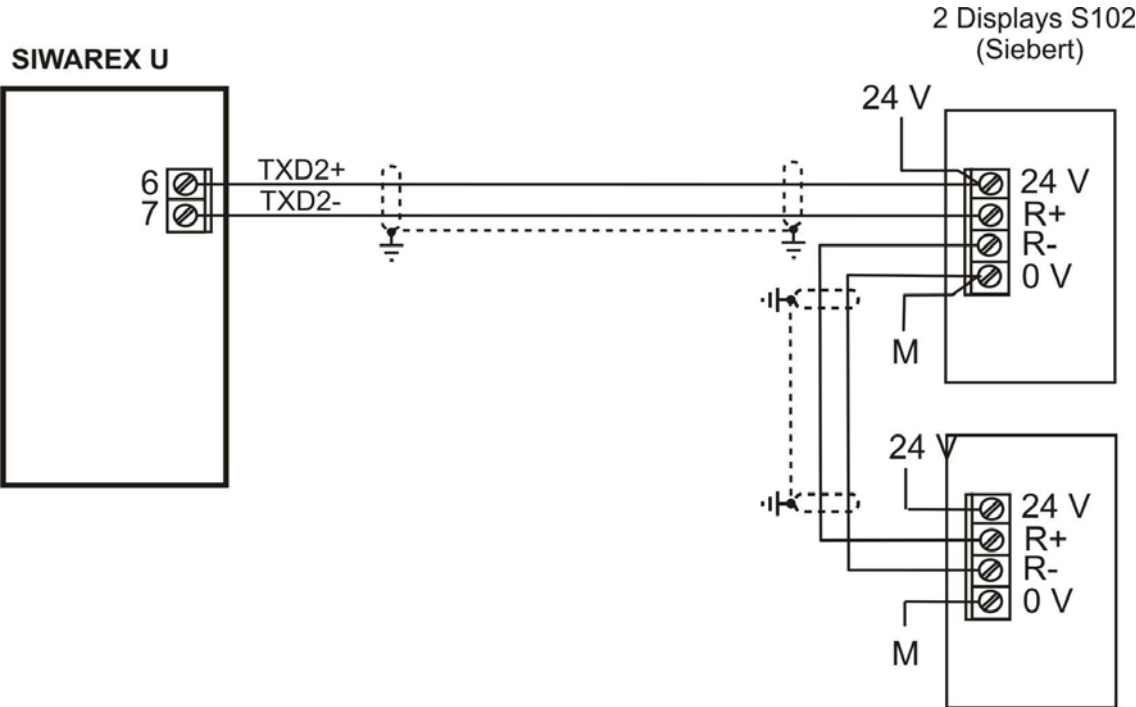 2 Displays S102
(Siebert)
SIWAREX U
24 V
6
TXD2+
24 V
7
TXD2-
R+
R-
0 V
M
24 V
24 V
R+
R-
0 V
M